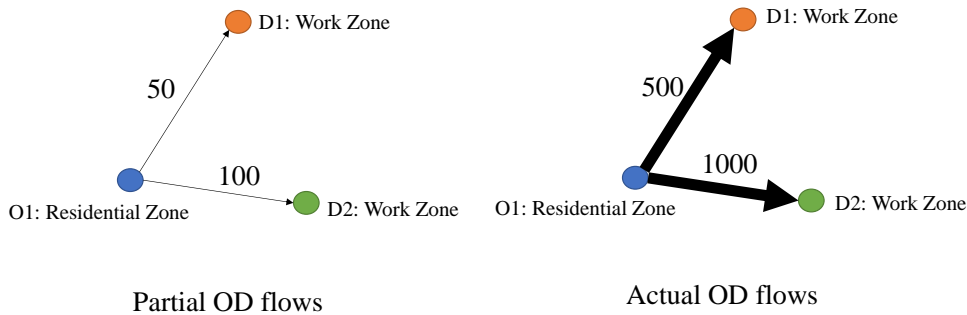 D1: Work Zone
50
100
O1: Residential Zone
D2: Work Zone
Partial OD flows
D1: Work Zone
500
1000
O1: Residential Zone
D2: Work Zone
Actual OD flows